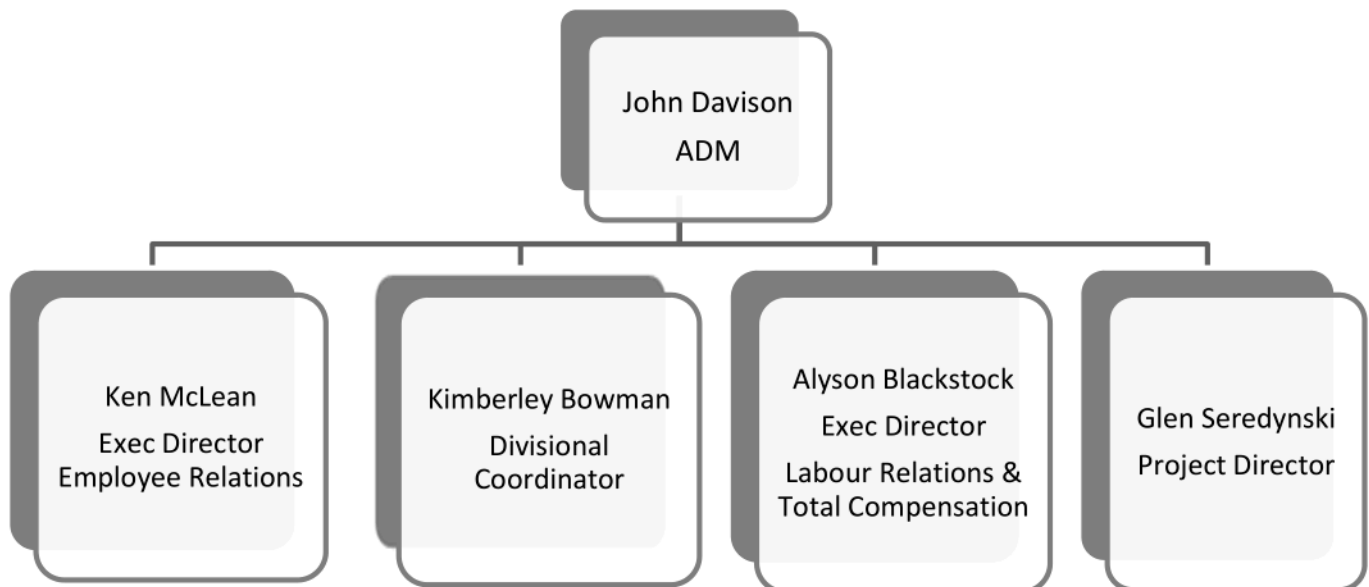 John Davison
ADM
Ken McLean
Exec Director
Employee Relations
Kimberley Bowman
Divisional
Coordinator
Alyson Blackstock
Exec Director
Labour Relations &
Total Compensation
Glen Seredynski
Project Director